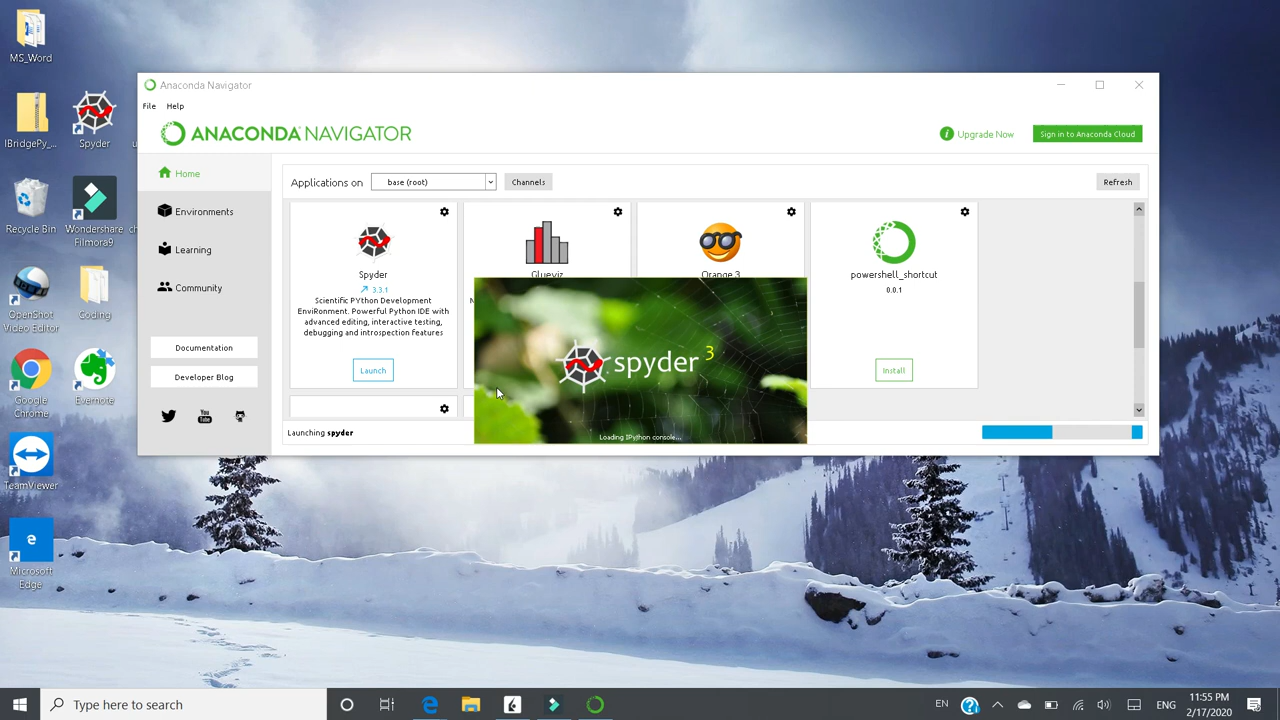 MS_Word
IBridgePy_...
Spyder
Recycle Bin
Wondershare
Filmora9
OpenShot
Video Editor
Coding
Google
Chrome
Evernote
TeamViewer
Microsoft
Edge
Anaconda Navigator
File Help
ANACONDA NAVIGATOR
Upgrade Now
Sign in to Anaconda Cloud
Home
Environments
Learning
Community
Documentation
Developer Blog
You
Tube
Applications on
base (root)
Channels
Refresh
Spyder
3.3.1
Scientific PYthon Development
EnviRonment. Powerful Python IDE with
advanced editing, interactive testing,
debugging and introspection features
Launch
Glueviz
Orange 3
powershell_shortcut
0.0.1
Install
spyder 3
Loading IPython console...
Launching spyder
Type here to search
EN
ENG
11:55 PM
2/17/2020